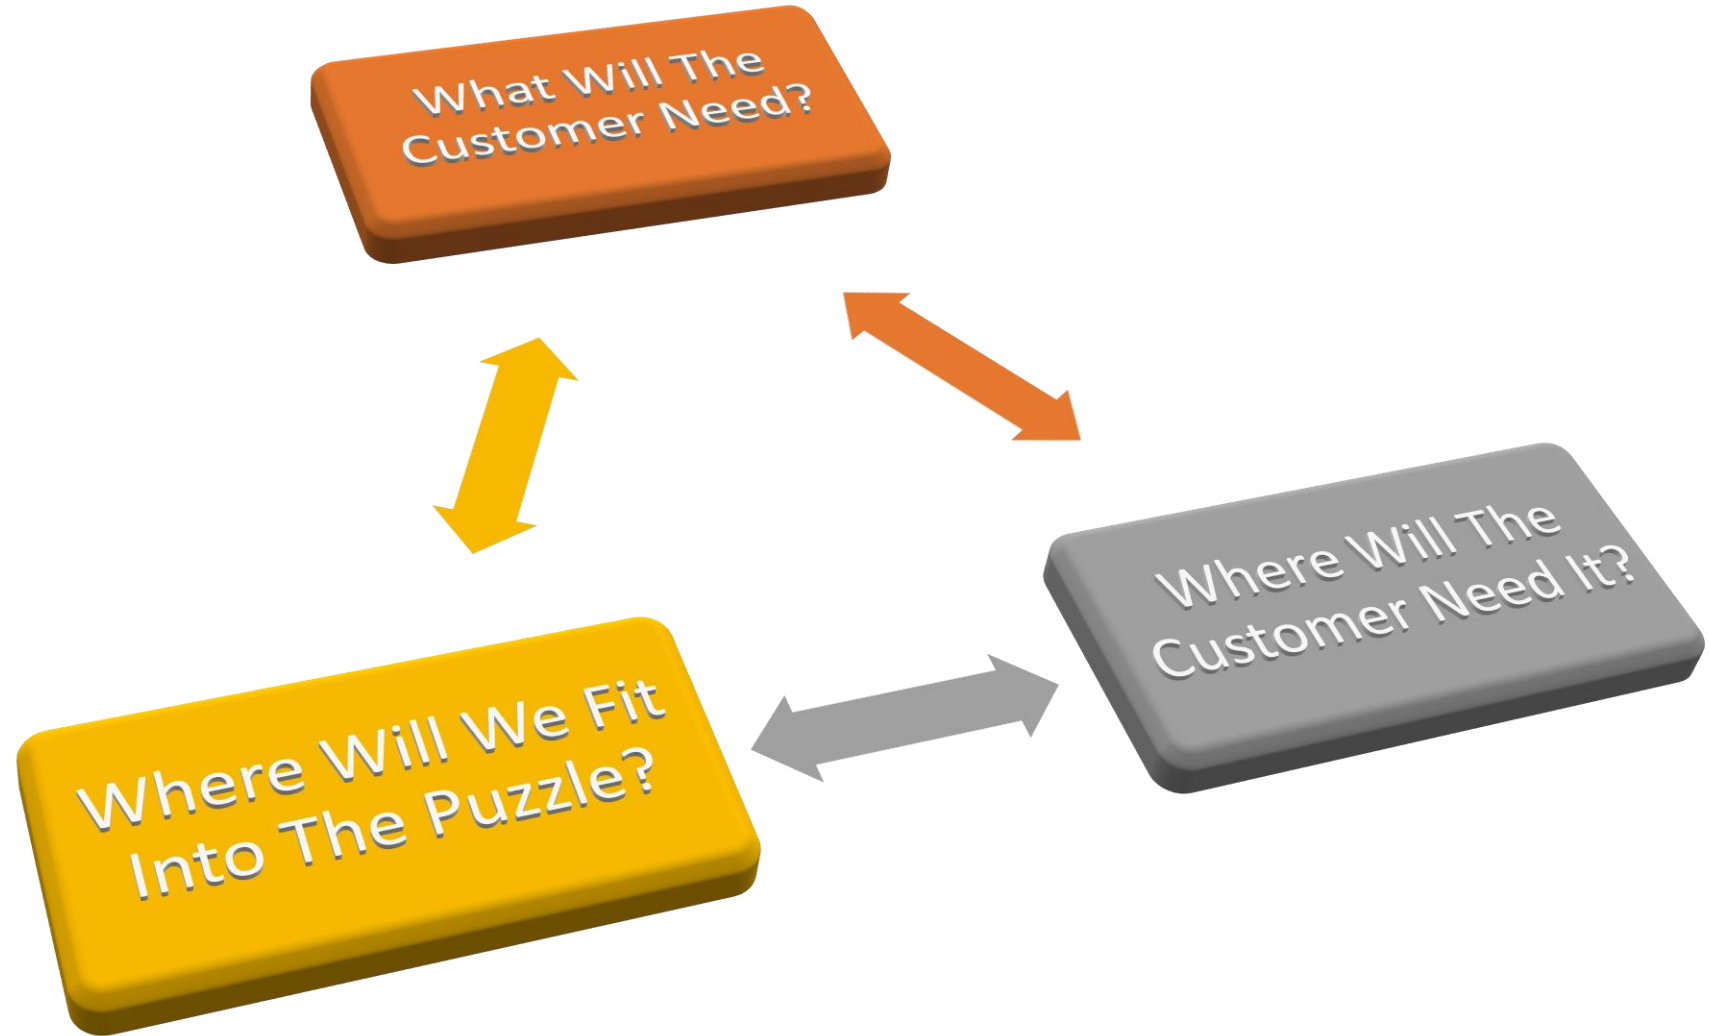 What Will The
Customer Need?
Where Will The
Customer Need It?
Where Will We Fit
Into The Puzzle?